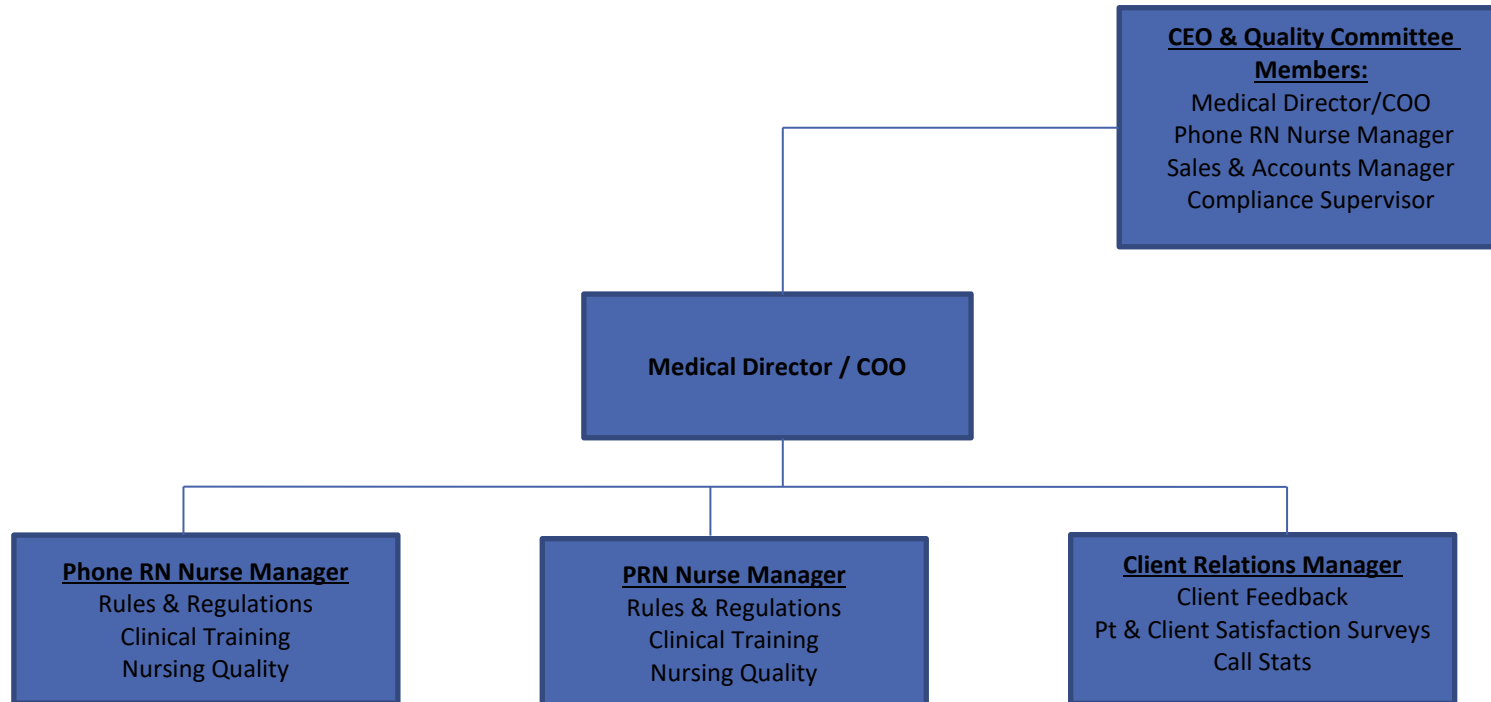 CEO & Quality Committee
Members:
Medical Director/COO
Phone RN Nurse Manager
Sales & Accounts Manager
Compliance Supervisor
Medical Director / COO
Phone RN Nurse Manager
Rules & Regulations
Clinical Training
Nursing Quality
PRN Nurse Manager
Rules & Regulations
Clinical Training
Nursing Quality
Client Relations Manager
Client Feedback
Pt & Client Satisfaction Surveys
Call Stats